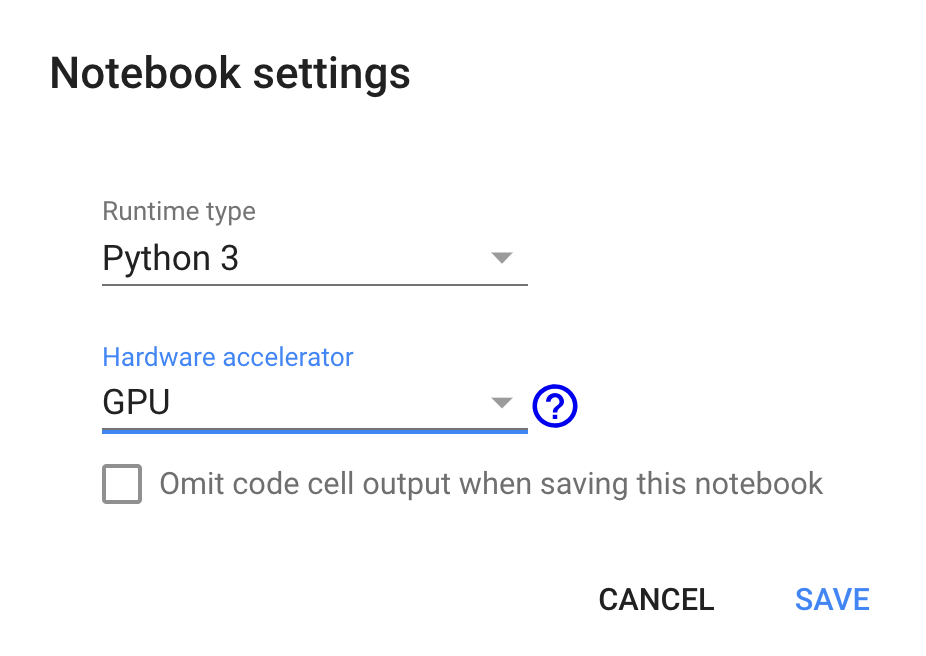 Notebook settings
Runtime type
Python 3
Hardware accelerator
GPU
?
Omit code cell output when saving this notebook
CANCEL SAVE